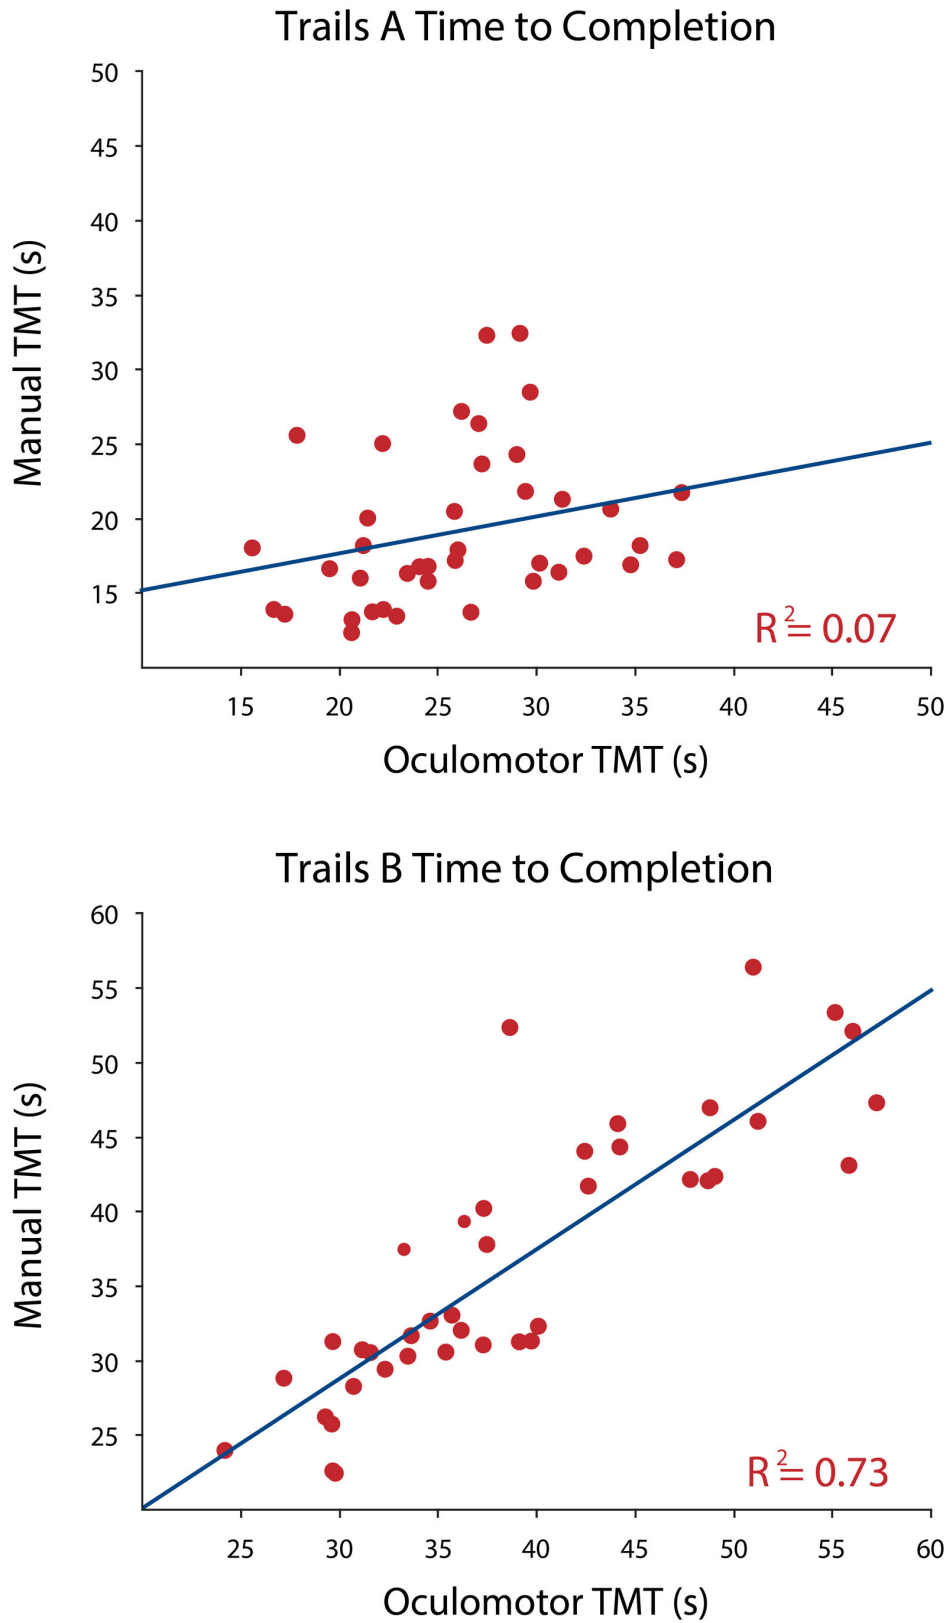 Trails A Time to Completion
50
45
40
35
30
25
20
15
Manual TMT (s)
R²= 0.07
15 20 25 30 35 40 45 50
Oculomotor TMT (s)
Trails B Time to Completion
60
55
50
45
40
35
30
25
Manual TMT (s)
R²= 0.73
25 30 35 40 45 50 55 60
Oculomotor TMT (s)